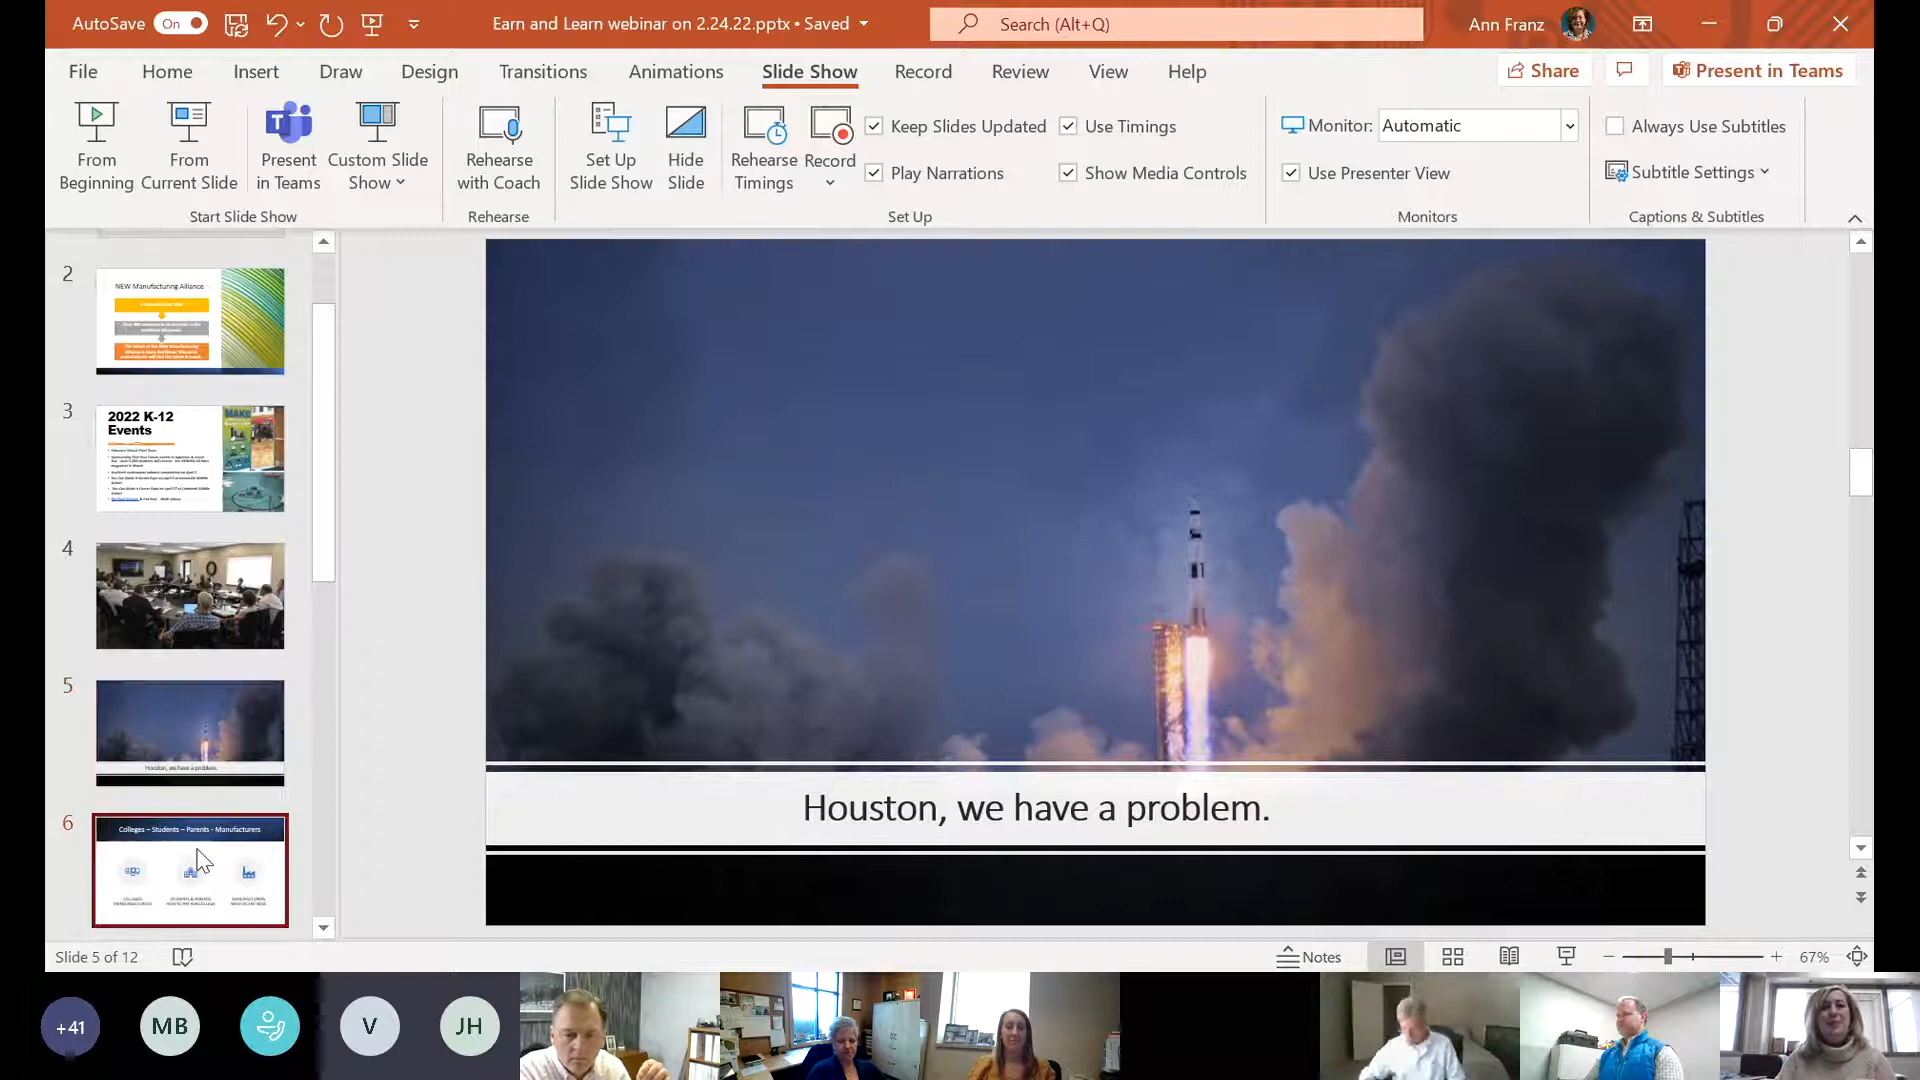 AutoSave On
Earn and Learn webinar on 2.24.22.pptx • Saved
Search (Alt+Q)
Ann Franz
File Home Insert Draw Design Transitions Animations Slide Show Record Review View Help
Share
Present in Teams
From Beginning
From Current Slide
Present in Teams
Custom Slide Show
Start Slide Show
Rehearse with Coach
Rehearse
Set Up Slide Show
Hide Slide
Rehearse Timings
Record
Keep Slides Updated
Play Narrations
Use Timings
Show Media Controls
Set Up
Monitor: Automatic
Use Presenter View
Monitors
Always Use Subtitles
Subtitle Settings
Captions & Subtitles
2
NEW Manufacturing Alliance
3
2022 K-12
Events
MAKE
4
5
Houston, we have a problem.
6
Colleges – Students – Parents - Manufacturers
Houston, we have a problem.
Slide 5 of 12
Notes
67%
+41
MB
V
JH